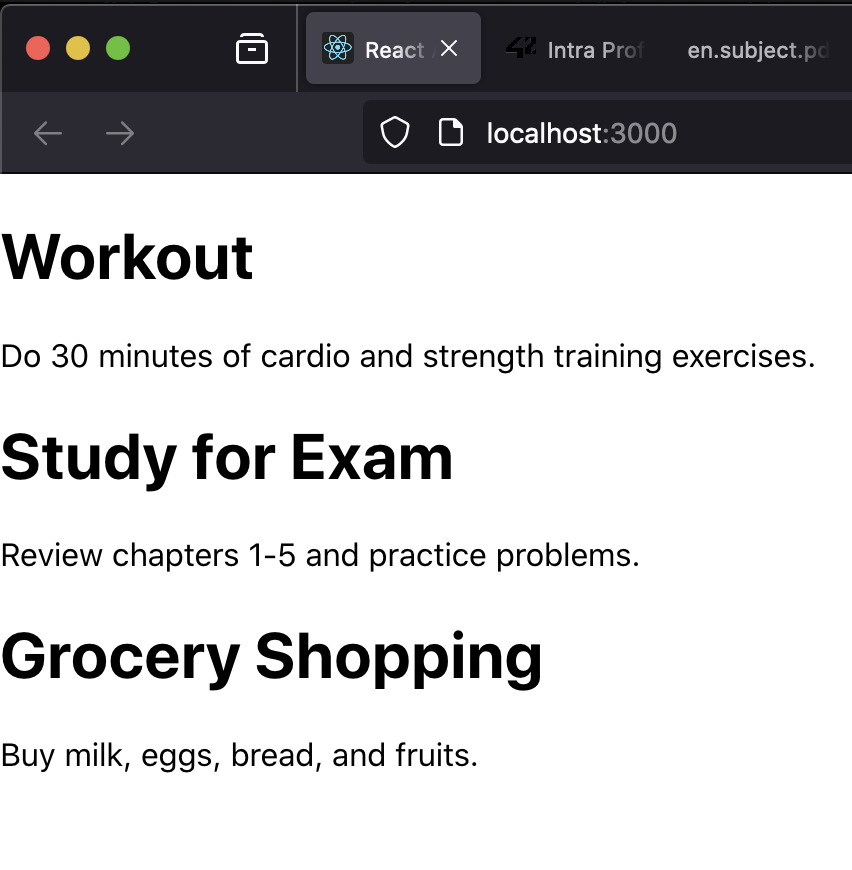 React
42 Intra Prof
en.subject.pd
localhost:3000
Workout
Do 30 minutes of cardio and strength training exercises.
Study for Exam
Review chapters 1-5 and practice problems.
Grocery Shopping
Buy milk, eggs, bread, and fruits.